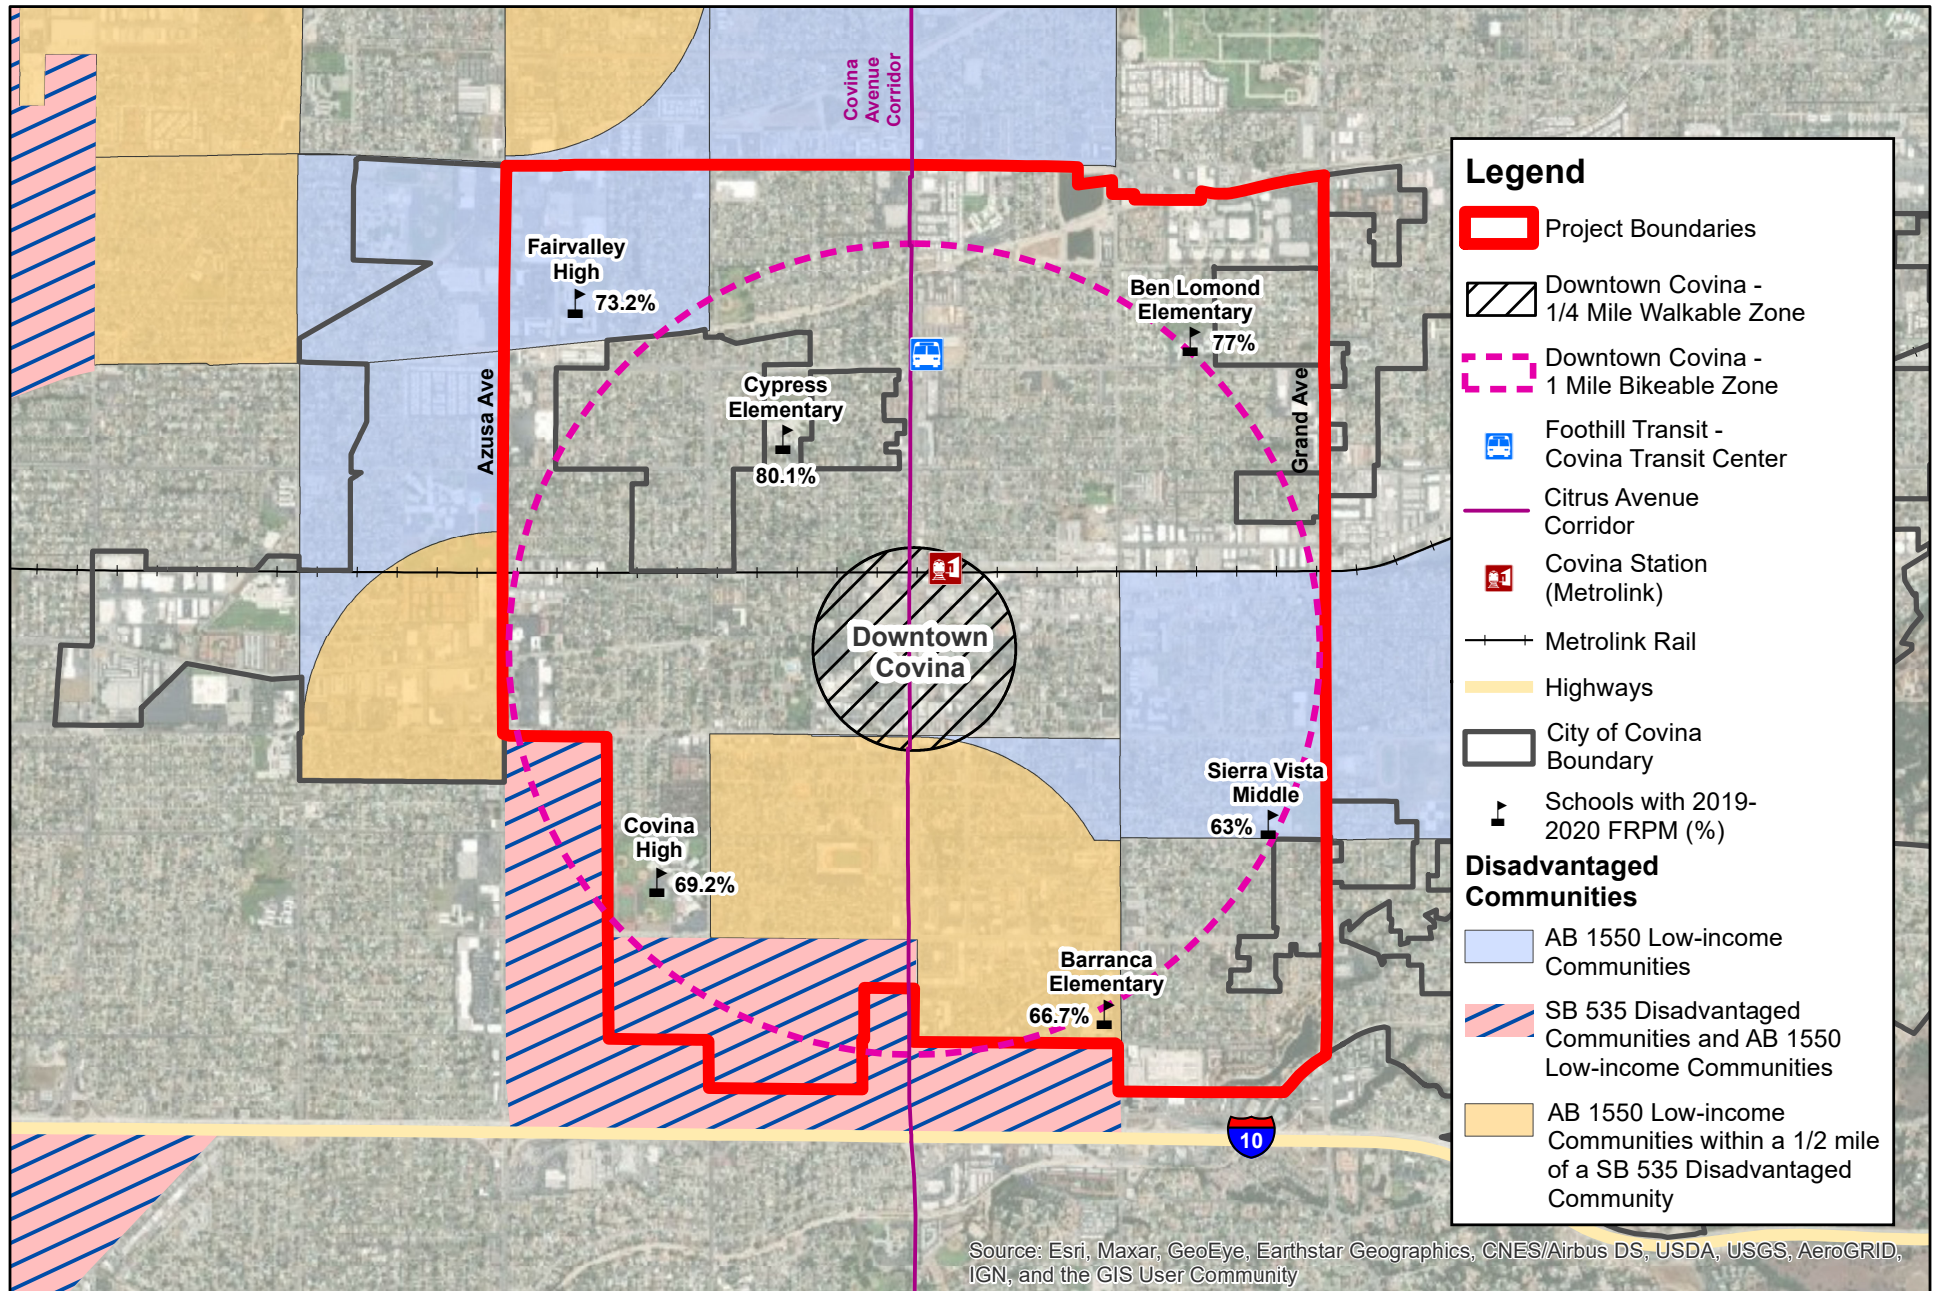 Covina
Avenue
Corridor
Fairvalley
High
73.2%
Ben Lomond
Elementary
77%
Azusa Ave
Cypress
Elementary
80.1%
Grand Ave
Downtown
Covina
Sierra Vista
Middle
63%
Covina
High
69.2%
Barranca
Elementary
66.7%
10
Legend
Project Boundaries
Downtown Covina -
1/4 Mile Walkable Zone
Downtown Covina -
1 Mile Bikeable Zone
Foothill Transit -
Covina Transit Center
Citrus Avenue
Corridor
Covina Station
(Metrolink)
Metrolink Rail
Highways
City of Covina
Boundary
Schools with 2019-
2020 FRPM (%)
Disadvantaged
Communities
AB 1550 Low-income
Communities
SB 535 Disadvantaged
Communities and AB 1550
Low-income Communities
AB 1550 Low-income
Communities within a 1/2 mile
of a SB 535 Disadvantaged
Community
Source: Esri, Maxar, GeoEye, Earthstar Geographics, CNES/Airbus DS, USDA, USGS, AeroGRID,
IGN, and the GIS User Community